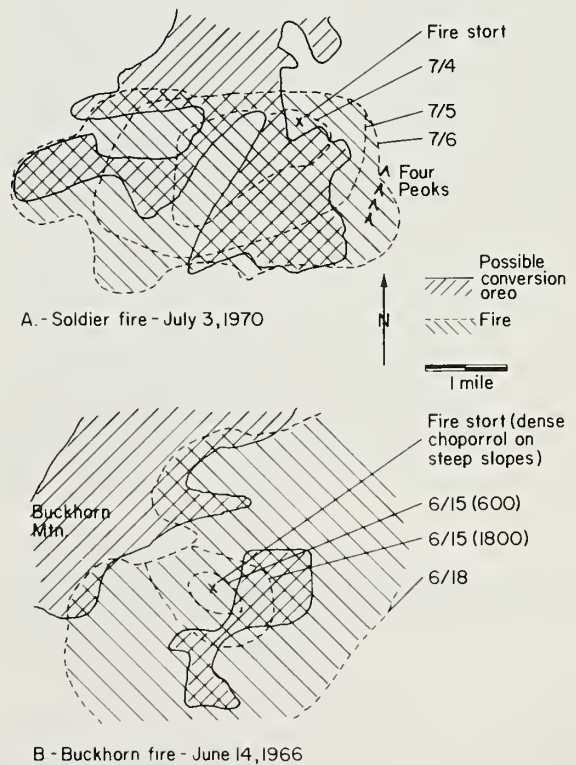 Fire stort
7/4
7/5
7/6
Four
Peoks
A.- Soldier fire - July 3, 1970
N
Possible
conversion
oreo
Fire
1 mile
Fire stort (dense
choporrol on
steep slopes)
Buckhorn
Mtn.
6/15 (600)
6/15 (1800)
6/18
B - Buckhorn fire - June 14, 1966